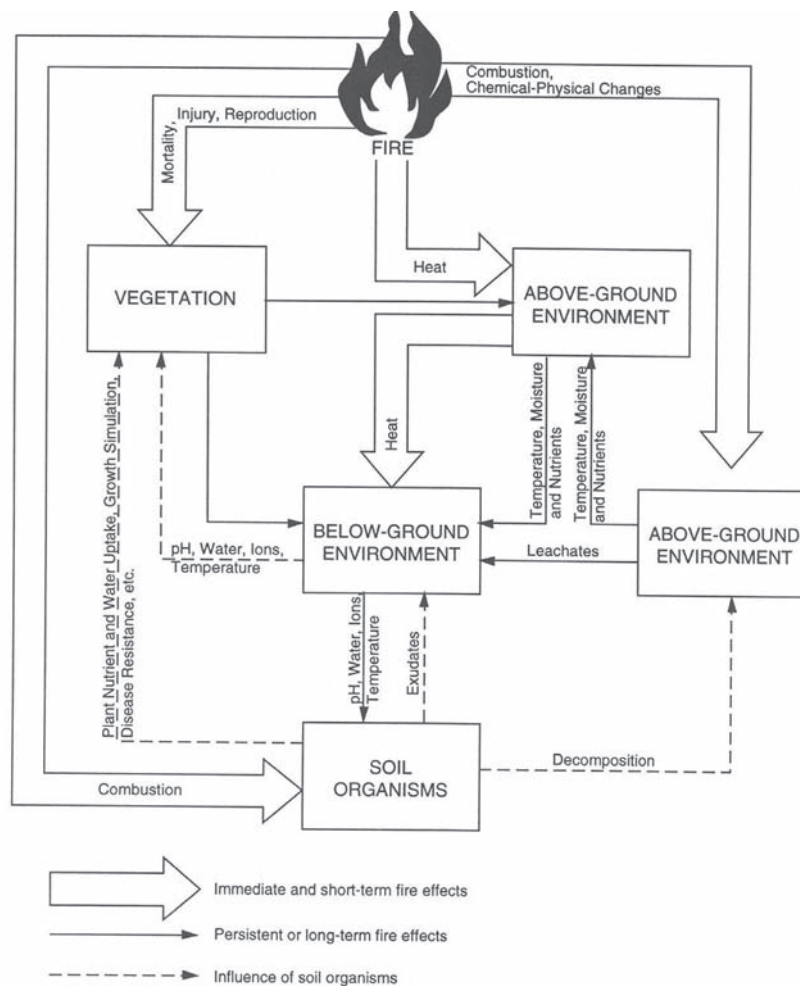 Combustion,
Chemical-Physical Changes
Injury, Reproduction
Mortality,
FIRE
Heat
VEGETATION
ABOVE-GROUND
ENVIRONMENT
Plant Nutrient and Water Uptake, Growth Simulation,
Disease Resistance, etc.
Heat
Temperature, Moisture
and Nutrients
Temperature, Moisture
and Nutrients
BELOW-GROUND
ENVIRONMENT
ABOVE-GROUND
ENVIRONMENT
pH, Water, Ions,
Temperature
Leachates
pH, Water, Ions,
Temperature
Exudates
SOIL
ORGANISMS
Decomposition
Combustion
Immediate and short-term fire effects
Persistent or long-term fire effects
Influence of soil organisms